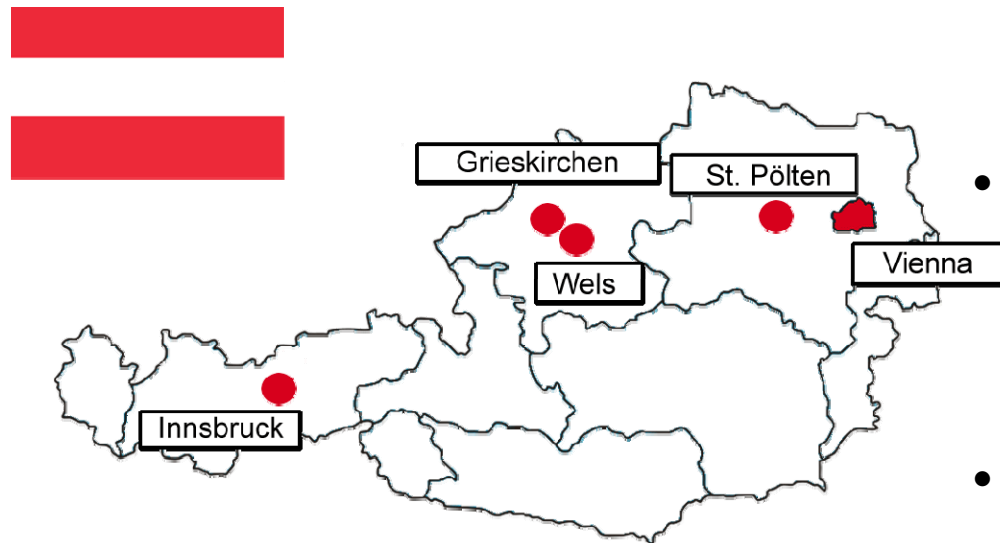 Grieskirchen
St. Pölten
•
Vienna
Wels
Innsbruck
•